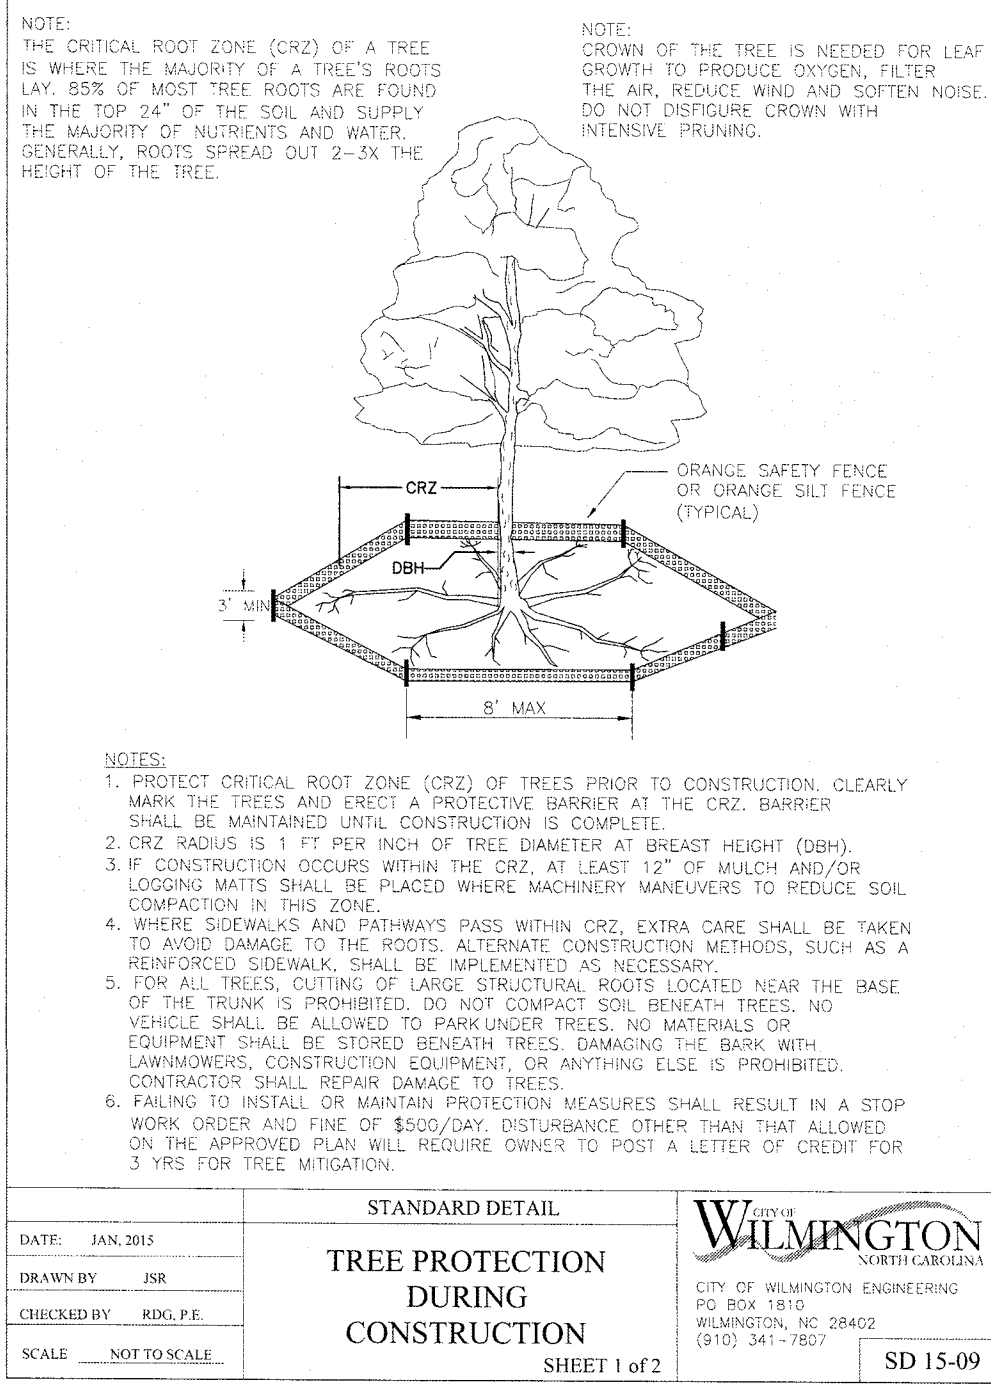 NOTE:
THE CRITICAL ROOT ZONE (CRZ) OF A TREE
IS WHERE THE MAJORITY OF A TREE'S ROOTS
LAY. 85% OF MOST TREE ROOTS ARE FOUND
IN THE TOP 24" OF THE SOIL AND SUPPLY
THE MAJORITY OF NUTRIENTS AND WATER.
GENERALLY, ROOTS SPREAD OUT 2-3X THE
HEIGHT OF THE TREE.
NOTE:
CROWN OF THE TREE IS NEEDED FOR LEAF
GROWTH TO PRODUCE OXYGEN, FILTER
THE AIR, REDUCE WIND AND SOFTEN NOISE.
DO NOT DISFIGURE CROWN WITH
INTENSIVE PRUNING.
CRZ
ORANGE SAFETY FENCE
OR ORANGE SILT FENCE
(TYPICAL)
DBH
3' MIN
8' MAX
NOTES:
1. PROTECT CRITICAL ROOT ZONE (CRZ) OF TREES PRIOR TO CONSTRUCTION. CLEARLY
MARK THE TREES AND ERECT A PROTECTIVE BARRIER AT THE CRZ. BARRIER
SHALL BE MAINTAINED UNTIL CONSTRUCTION IS COMPLETE.
2. CRZ RADIUS IS 1 FT PER INCH OF TREE DIAMETER AT BREAST HEIGHT (DBH).
3. IF CONSTRUCTION OCCURS WITHIN THE CRZ, AT LEAST 12" OF MULCH AND/OR
LOGGING MATTS SHALL BE PLACED WHERE MACHINERY MANEUVERS TO REDUCE SOIL
COMPACTION IN THIS ZONE.
4. WHERE SIDEWALKS AND PATHWAYS PASS WITHIN CRZ, EXTRA CARE SHALL BE TAKEN
TO AVOID DAMAGE TO THE ROOTS. ALTERNATE CONSTRUCTION METHODS, SUCH AS A
REINFORCED SIDEWALK, SHALL BE IMPLEMENTED AS NECESSARY.
5. FOR ALL TREES, CUTTING OF LARGE STRUCTURAL ROOTS LOCATED NEAR THE BASE
OF THE TRUNK IS PROHIBITED. DO NOT COMPACT SOIL BENEATH TREES. NO
VEHICLE SHALL BE ALLOWED TO PARK UNDER TREES. NO MATERIALS OR
EQUIPMENT SHALL BE STORED BENEATH TREES. DAMAGING THE BARK WITH
LAWNMOWERS, CONSTRUCTION EQUIPMENT, OR ANYTHING ELSE IS PROHIBITED.
CONTRACTOR SHALL REPAIR DAMAGE TO TREES.
6. FAILING TO INSTALL OR MAINTAIN PROTECTION MEASURES SHALL RESULT IN A STOP
WORK ORDER AND FINE OF $500/DAY. DISTURBANCE OTHER THAN THAT ALLOWED
ON THE APPROVED PLAN WILL REQUIRE OWNER TO POST A LETTER OF CREDIT FOR
3 YRS FOR TREE MITIGATION.
DATE: JAN, 2015
DRAWN BY JSR
CHECKED BY RDG, P.E.
SCALE NOT TO SCALE
STANDARD DETAIL
TREE PROTECTION
DURING
CONSTRUCTION
SHEET 1 of 2
CITY OF
WILMINGTON
NORTH CAROLINA
CITY OF WILMINGTON ENGINEERING
PO BOX 1810
WILMINGTON, NC 28402
(910) 341-7807
SD 15-09